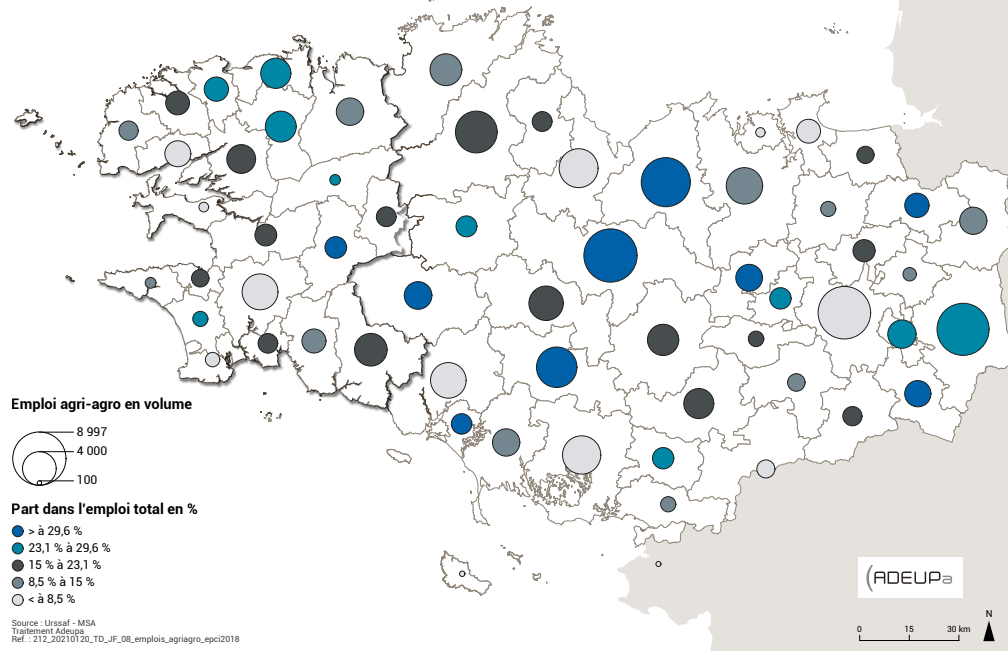 Emploi agri-agro en volume
8 997
4 000
100
Part dans l'emploi total en %
> à 29,6 %
23,1 % à 29,6 %
15 % à 23,1 %
8,5 % à 15 %
< à 8,5 %
Source : Urssaf - MSA
Traitement Adeupa
Ref. : 212_20210120_TD_JF_08_emplois_agriagro_epci2018
ADEUPa
N
0 15 30 km